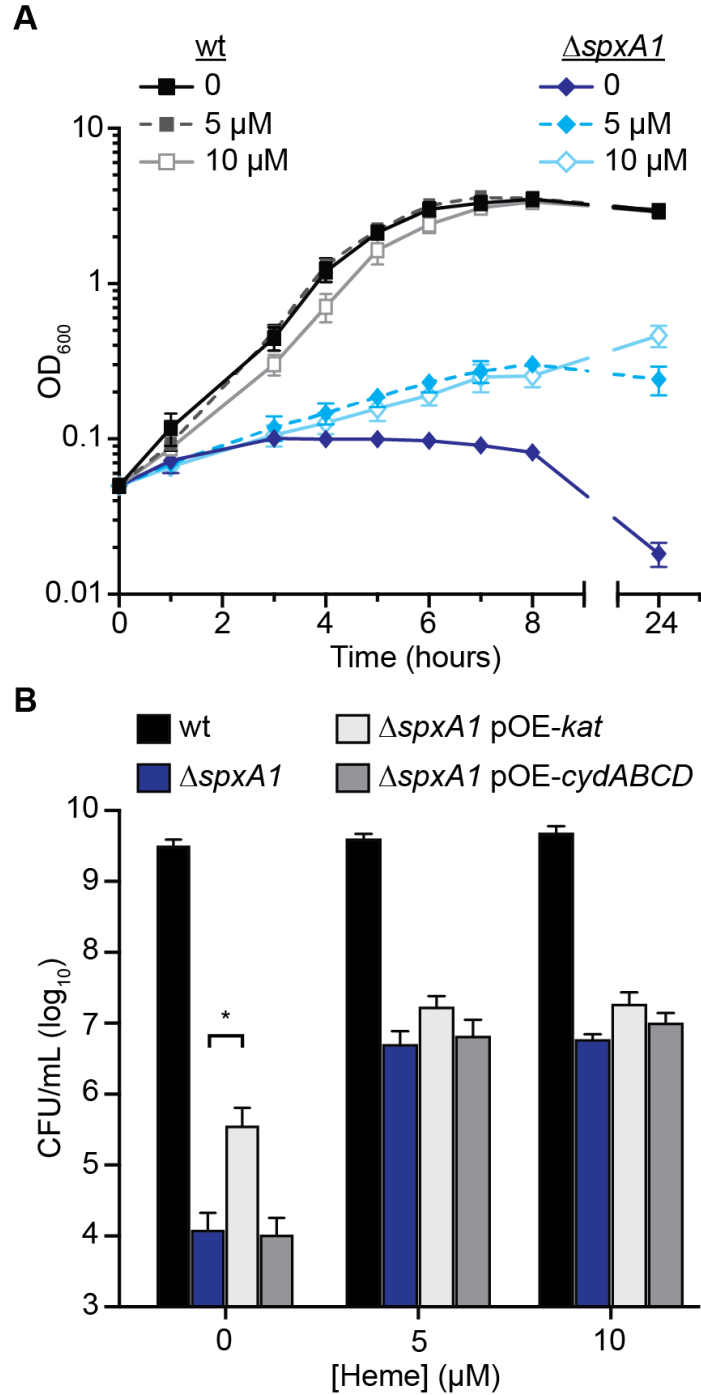 A
wt
0
5 µM
10 µM
ΔspxA1
0
5 µM
10 µM
10
1
0.1
0.01
OD600
0 2 4 6 8 24
Time (hours)
B
wt
ΔspxA1
ΔspxA1 pOE-kat
ΔspxA1 pOE-cydABCD
10
9
8
7
6
5
4
3
CFU/mL (log10)
*
0 5 10
[Heme] (µM)